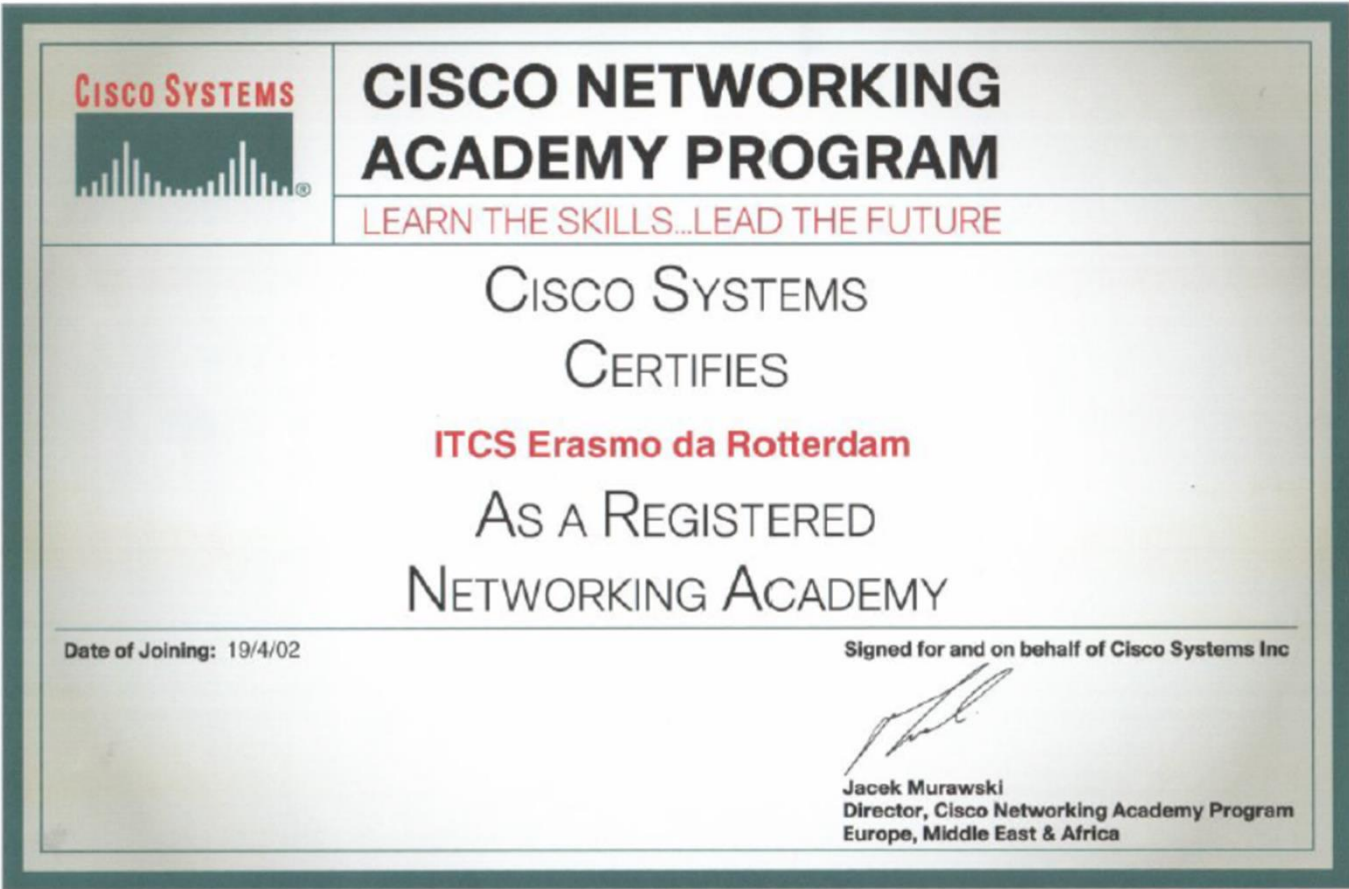 CISCO SYSTEMS
®
CISCO NETWORKING
ACADEMY PROGRAM
LEARN THE SKILLS...LEAD THE FUTURE
CISCO SYSTEMS
CERTIFIES
ITCS Erasmo da Rotterdam
AS A REGISTERED
NETWORKING ACADEMY
Date of Joining: 19/4/02
Signed for and on behalf of Cisco Systems Inc
Jacek Murawski
Director, Cisco Networking Academy Program
Europe, Middle East & Africa